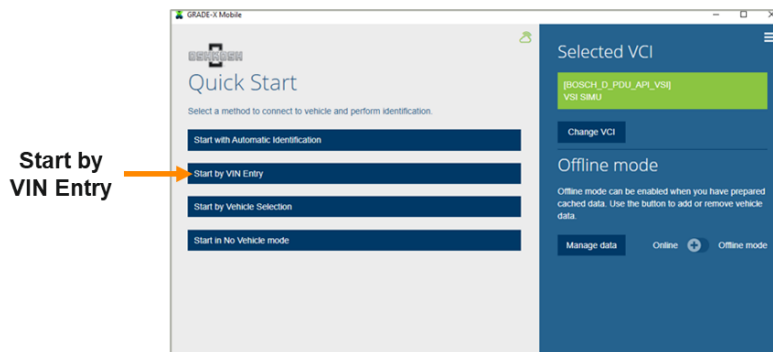 GRADE-X Mobile
OSHKOSH
Quick Start
Select a method to connect to vehicle and perform identification.
Start with Automatic Identification
Start by VIN Entry
Start by Vehicle Selection
Start in No Vehicle mode
Start by
VIN Entry
Selected VCI
[BOSCH_D_PDU_API_VSI]
VSI SIMU
Change VCI
Offline mode
Offline mode can be enabled when you have prepared
cached data. Use the button to add or remove vehicle
data.
Manage data
Online
Offline mode